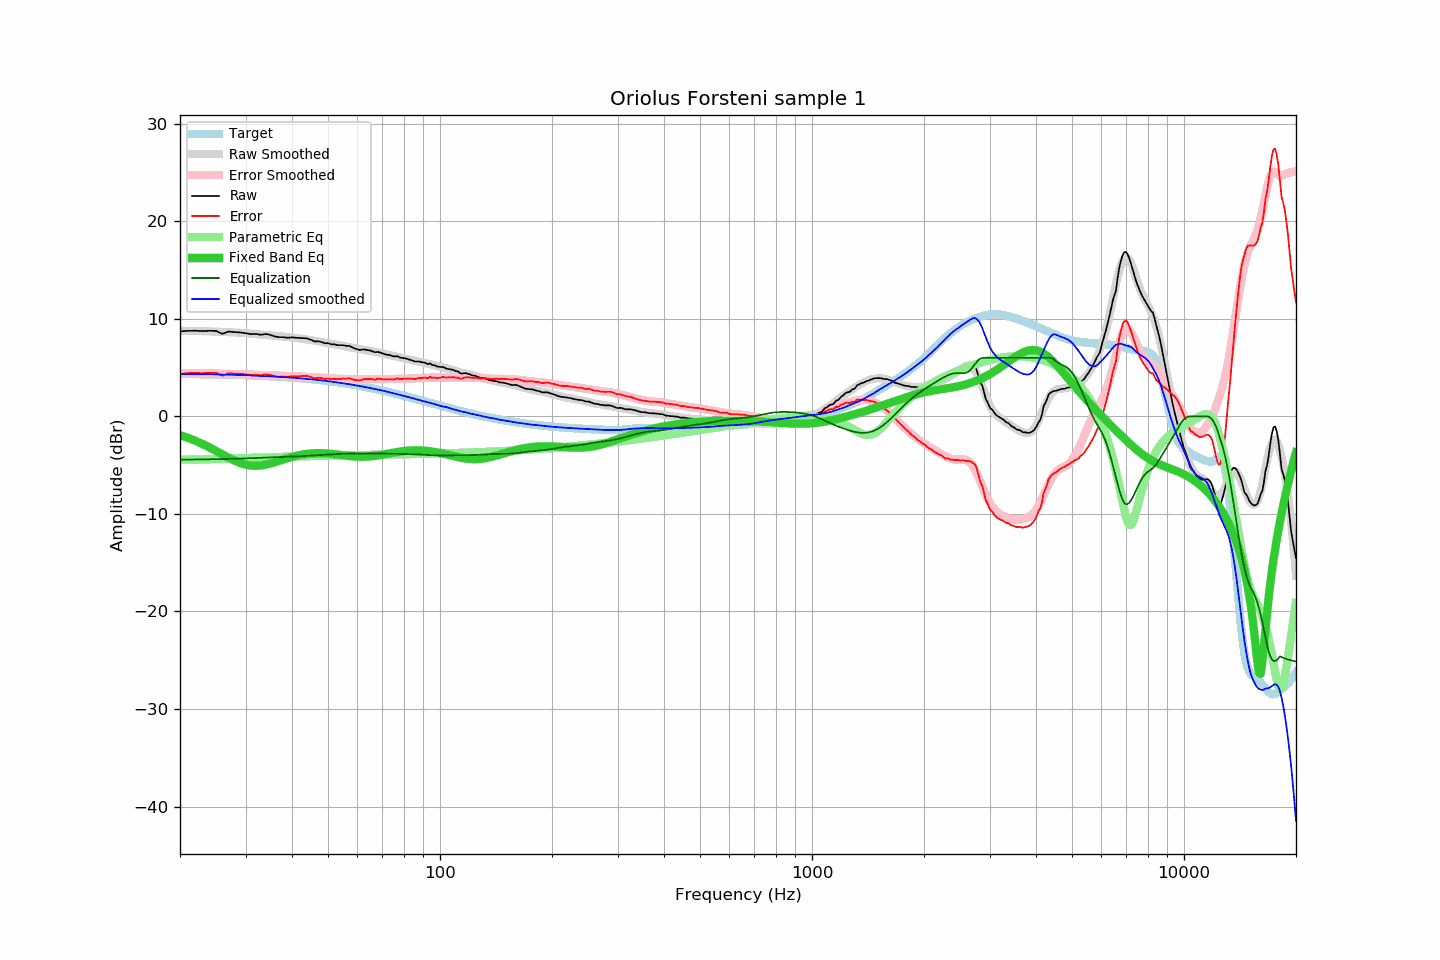 Oriolus Forsteni sample 1
30
20
10
0
−10
−20
−30
−40
Amplitude (dBr)
Target
Raw Smoothed
Error Smoothed
Raw
Error
Parametric Eq
Fixed Band Eq
Equalization
Equalized smoothed
100
1000
10000
Frequency (Hz)